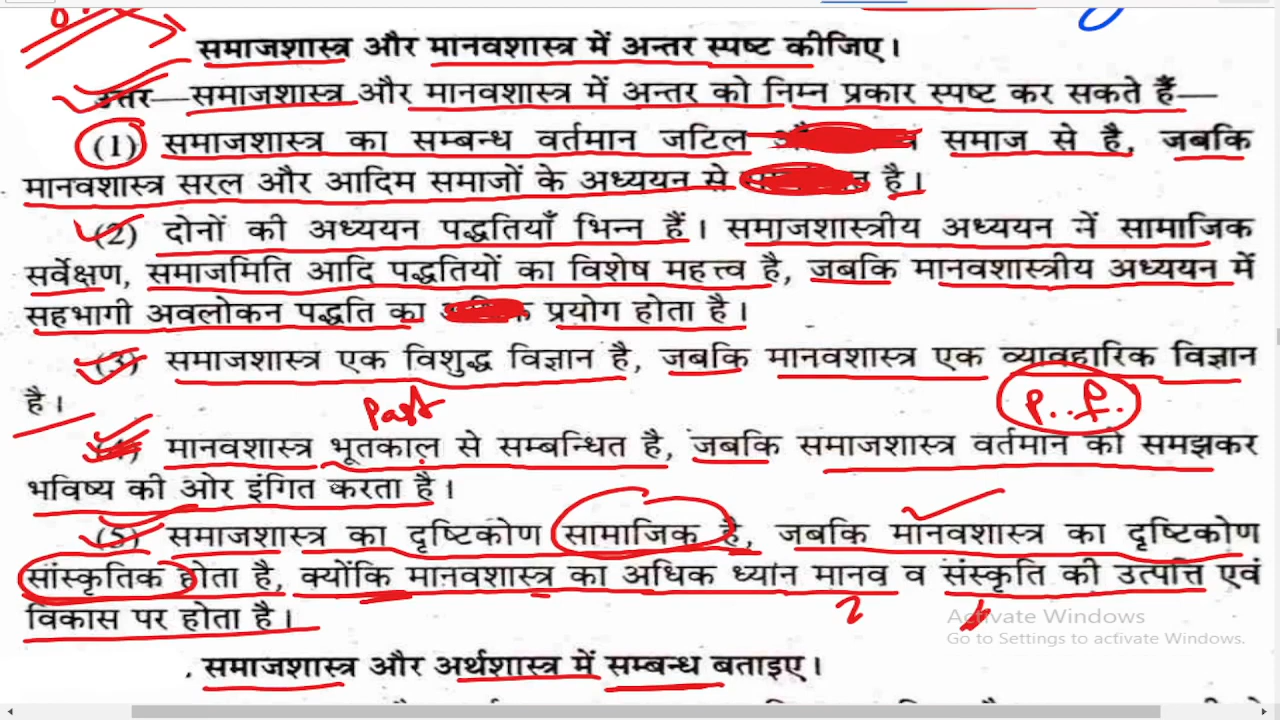 समाजशास्त्र और मानवशास्त्र में अन्तर स्पष्ट कीजिए।
उत्तर—समाजशास्त्र और मानवशास्त्र में अन्तर को निम्न प्रकार स्पष्ट कर सकते हैं—
(1) समाजशास्त्र का सम्बन्ध वर्तमान जटिल समाज से है, जबकि
मानवशास्त्र सरल और आदिम समाजों के अध्ययन से है।
(2) दोनों की अध्ययन पद्धतियाँ भिन्न हैं। समाजशास्त्रीय अध्ययन में सामाजिक
सर्वेक्षण, समाजमिति आदि पद्धतियों का विशेष महत्त्व है, जबकि मानवशास्त्रीय अध्ययन में
सहभागी अवलोकन पद्धति का प्रयोग होता है।
(3) समाजशास्त्र एक विशुद्ध विज्ञान है, जबकि मानवशास्त्र एक व्यावहारिक विज्ञान
है।
Past
P. . f.
(4) मानवशास्त्र भूतकाल से सम्बन्धित है, जबकि समाजशास्त्र वर्तमान को समझकर
भविष्य की ओर इंगित करता है।
(5) समाजशास्त्र का दृष्टिकोण सामाजिक है, जबकि मानवशास्त्र का दृष्टिकोण
सांस्कृतिक होता है, क्योंकि मानवशास्त्र का अधिक ध्यान मानव व संस्कृति की उत्पत्ति एवं
विकास पर होता है।
Activate Windows
Go to Settings to activate Windows.
समाजशास्त्र और अर्थशास्त्र में सम्बन्ध बताइए।